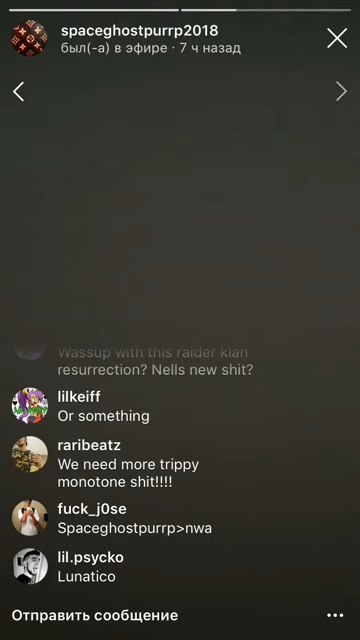 spaceghostpurrp2018
был(-а) в эфире · 7 ч назад
Wassup with this raider klan
resurrection? Nells new shit?
lilkeiff
Or something
raribeatz
We need more trippy
monotone shit!!!!
fuck_j0se
Spaceghostpurrp>nwa
lil.psycko
Lunatico
Отправить сообщение